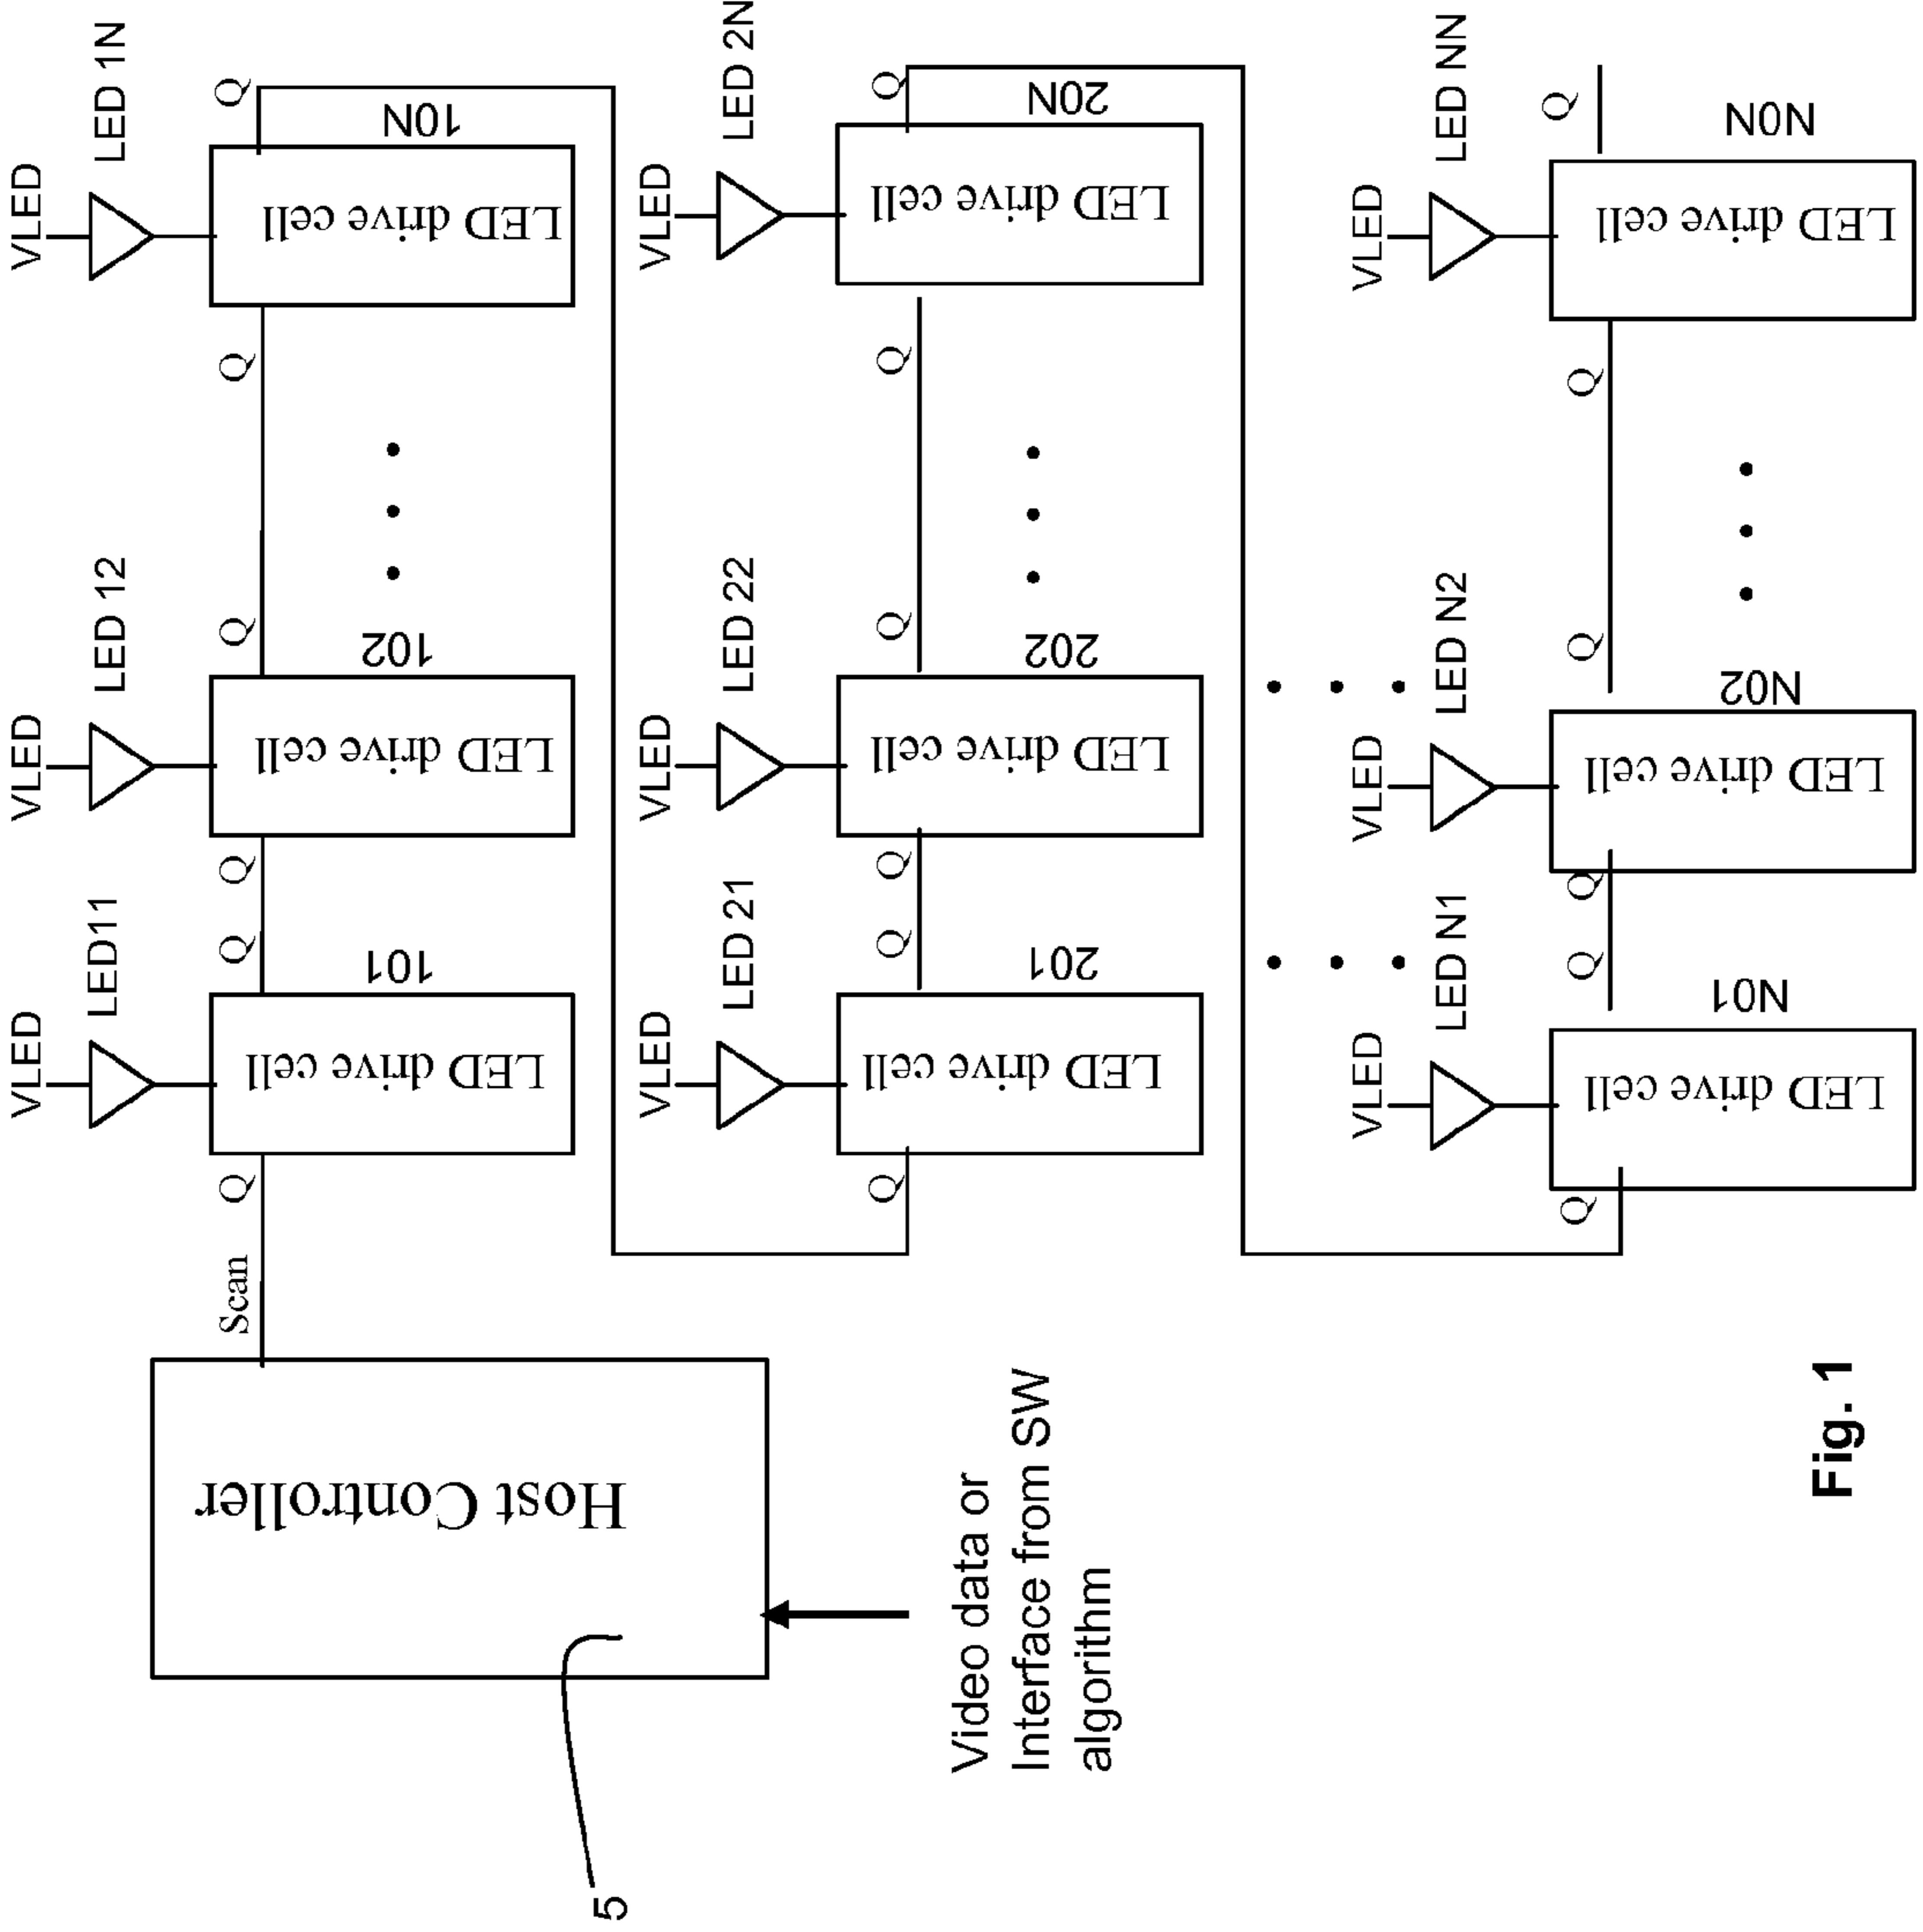 VLED
LED11
VLED
LED 12
VLED
LED 1N
Scan
Q
Q
Q
Q
Q
Q
LED drive cell
101
LED drive cell
102
LED drive cell
10N
Host Controller
5
Video data or
Interface from SW
algorithm
VLED
LED 21
VLED
LED 22
VLED
LED 2N
Q
Q
Q
Q
Q
Q
LED drive cell
201
LED drive cell
202
LED drive cell
20N
VLED
LED N1
VLED
LED N2
VLED
LED NN
Q
Q
Q
Q
Q
Q
LED drive cell
N01
LED drive cell
N02
LED drive cell
N0N
Fig. 1